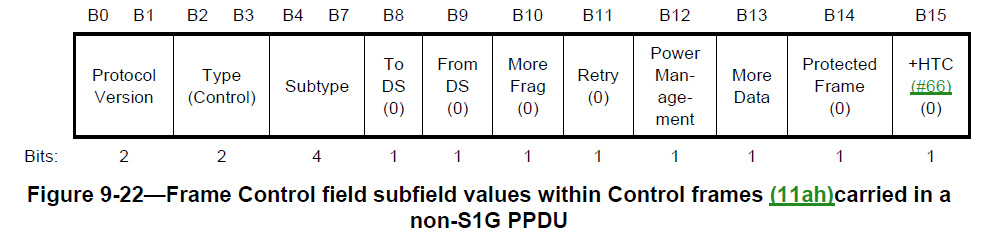 B0 B1 B2 B3 B4 B7 B8 B9 B10 B11 B12 B13 B14 B15
Protocol Version
Type (Control)
Subtype
To DS (0)
From DS (0)
More Frag (0)
Retry (0)
Power Man-age-ment
More Data
Protected Frame (0)
+HTC (#66) (0)
Bits: 2 2 4 1 1 1 1 1 1 1 1
Figure 9-22—Frame Control field subfield values within Control frames (11ah)carried in a
non-S1G PPDU